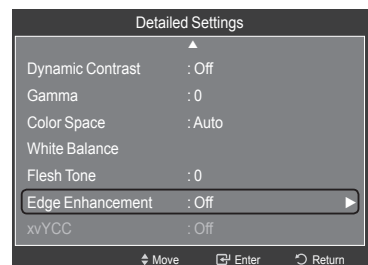 Detailed Settings
▲
Dynamic Contrast : Off
Gamma : 0
Color Space : Auto
White Balance
Flesh Tone : 0
Edge Enhancement : Off ►
xvYCC : Off
Move Enter Return